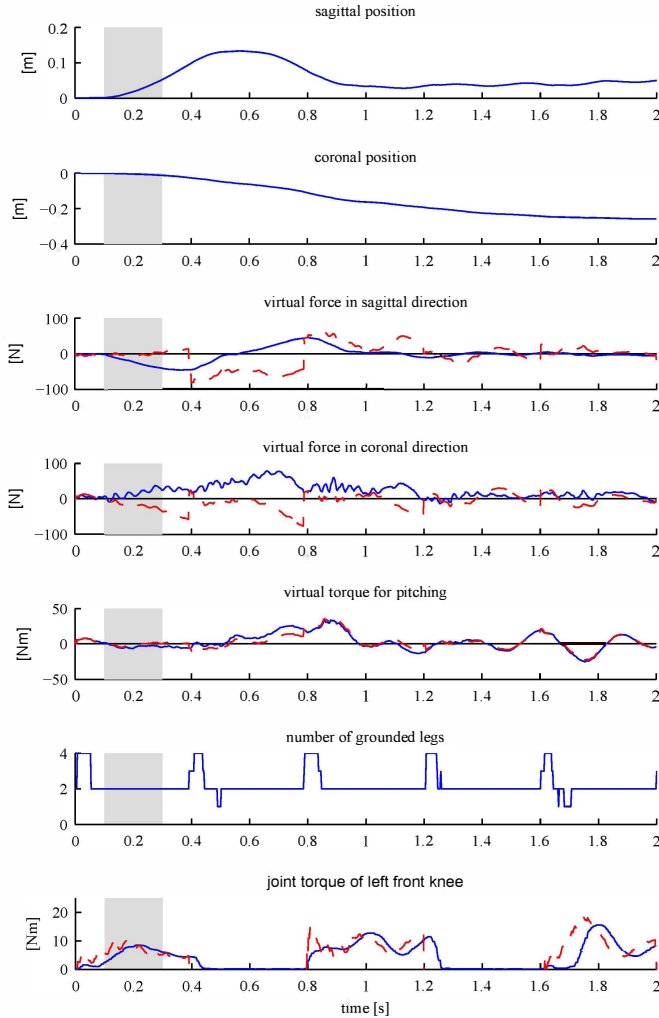 sagittal position
[m]
0.2
0.1
0
0 0.2 0.4 0.6 0.8 1 1.2 1.4 1.6 1.8 2
coronal position
[m]
0
−0.2
−0.4
0 0.2 0.4 0.6 0.8 1 1.2 1.4 1.6 1.8 2
virtual force in sagittal direction
[N]
100
0
−100
0 0.2 0.4 0.6 0.8 1 1.2 1.4 1.6 1.8 2
virtual force in coronal direction
[N]
100
0
−100
0 0.2 0.4 0.6 0.8 1 1.2 1.4 1.6 1.8 2
virtual torque for pitching
[Nm]
50
0
−50
0 0.2 0.4 0.6 0.8 1 1.2 1.4 1.6 1.8 2
number of grounded legs
4
2
0
0 0.2 0.4 0.6 0.8 1 1.2 1.4 1.6 1.8 2
joint torque of left front knee
[Nm]
20
10
0
0 0.2 0.4 0.6 0.8 1 1.2 1.4 1.6 1.8 2
time [s]